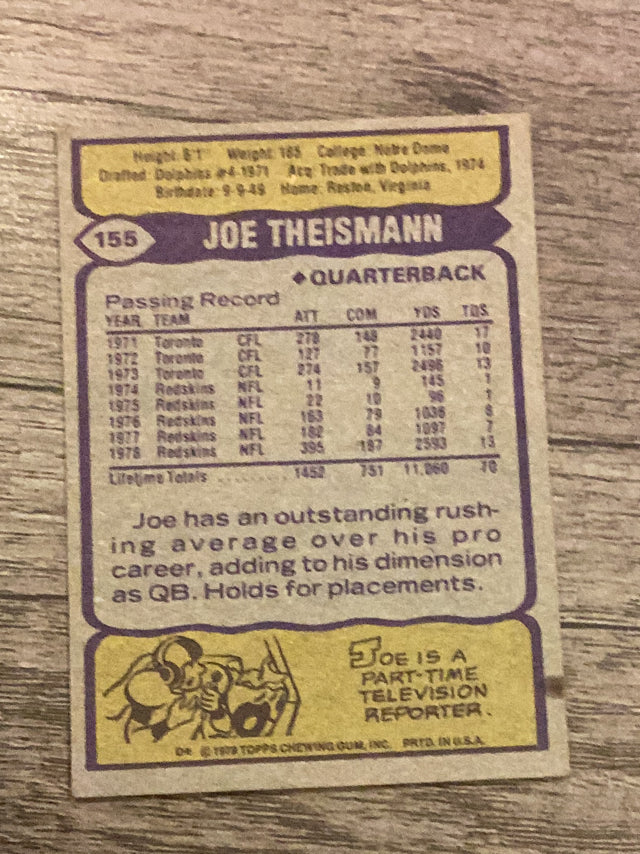 Height: 6'1" Weight: 185 College: Notre Dame
Drafted: Dolphins #4-1971 Acq: Trade with Dolphins, 1974
Birthdate: 9-9-49 Home: Reston, Virginia
155 JOE THEISMANN
♦QUARTERBACK
Passing Record
YEAR TEAM ATT COM YDS TDS
1971 Toronto CFL 278 148 2440 17
1972 Toronto CFL 127 77 1157 10
1973 Toronto CFL 274 157 2496 13
1974 Redskins NFL 11 9 145 1
1975 Redskins NFL 22 10 96 1
1976 Redskins NFL 163 79 1036 8
1977 Redskins NFL 182 84 1097 7
1978 Redskins NFL 395 187 2593 13
Lifetime Totals ........ 1452 751 11,060 70
Joe has an outstanding rush-
ing average over his pro
career, adding to his dimension
as QB. Holds for placements.
JOE IS A
PART-TIME
TELEVISION
REPORTER.
© 1979 TOPPS CHEWING GUM, INC. PRTD. IN U.S.A.